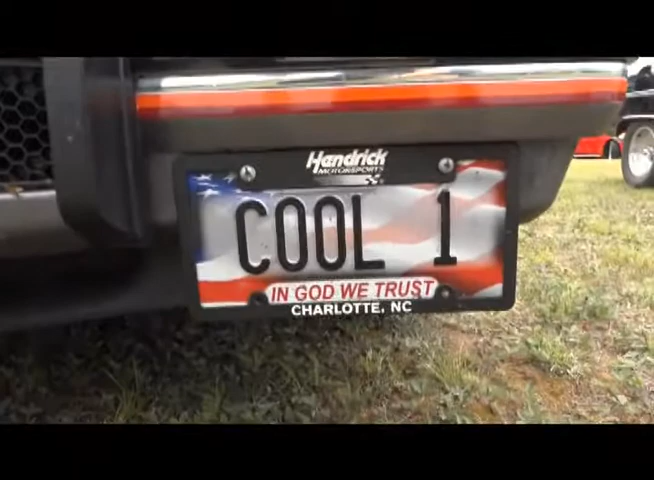 Hendrick
MOTORSPORTS
COOL 1
IN GOD WE TRUST
CHARLOTTE, NC